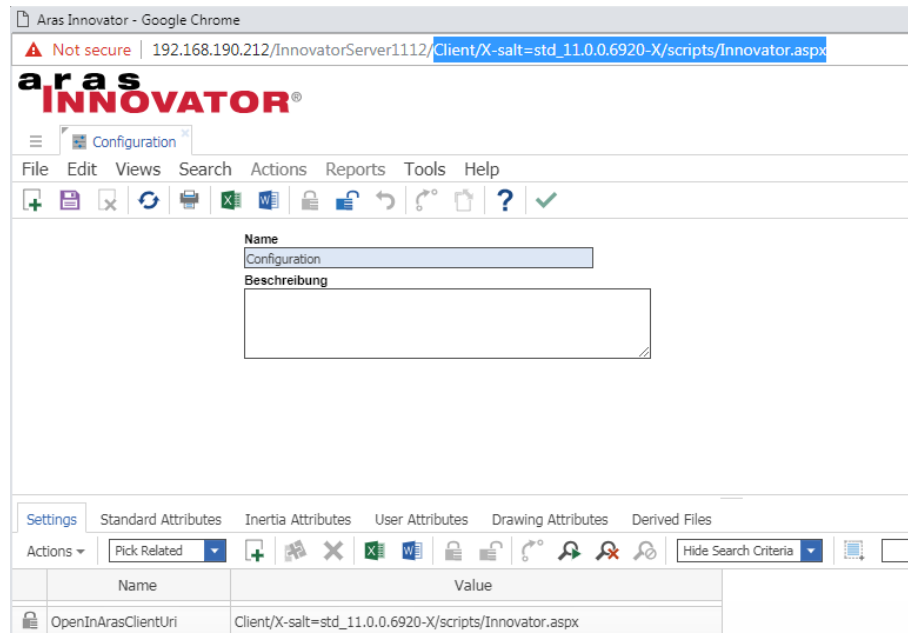 Aras Innovator - Google Chrome
Not secure | 192.168.190.212/InnovatorServer1112/Client/X-salt=std_11.0.0.6920-X/scripts/Innovator.aspx
aras
INNOVATOR®
Configuration
File Edit Views Search Actions Reports Tools Help
Name
Configuration
Beschreibung
Settings Standard Attributes Inertia Attributes User Attributes Drawing Attributes Derived Files
Actions Pick Related Hide Search Criteria
Name Value
OpenInArasClientUri Client/X-salt=std_11.0.0.6920-X/scripts/Innovator.aspx